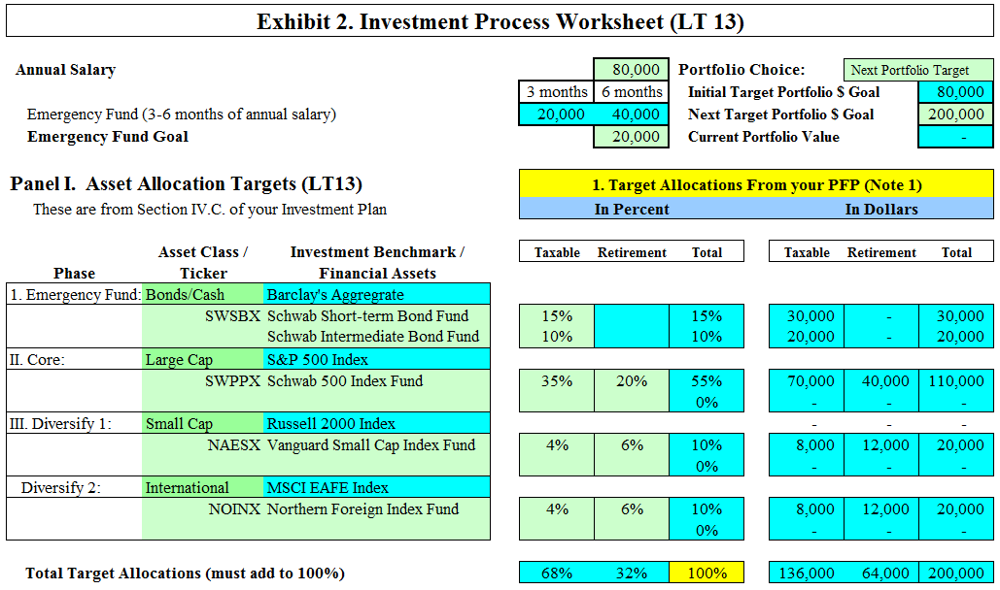 Exhibit 2. Investment Process Worksheet (LT 13)
Annual Salary 80,000 Portfolio Choice: Next Portfolio Target
3 months 6 months Initial Target Portfolio $ Goal 80,000
Emergency Fund (3-6 months of annual salary) 20,000 40,000 Next Target Portfolio $ Goal 200,000
Emergency Fund Goal 20,000 Current Portfolio Value -
Panel I. Asset Allocation Targets (LT13) 1. Target Allocations From your PFP (Note 1)
These are from Section IV.C. of your Investment Plan In Percent In Dollars
Asset Class / Investment Benchmark / Taxable Retirement Total Taxable Retirement Total
Phase Ticker Financial Assets
1. Emergency Fund: Bonds/Cash Barclay's Aggregrate
SWSBX Schwab Short-term Bond Fund 15% 15% 30,000 - 30,000
Schwab Intermediate Bond Fund 10% 10% 20,000 - 20,000
II. Core: Large Cap S&P 500 Index
SWPPX Schwab 500 Index Fund 35% 20% 55% 70,000 40,000 110,000
0% - - -
III. Diversify 1: Small Cap Russell 2000 Index - - -
NAESX Vanguard Small Cap Index Fund 4% 6% 10% 8,000 12,000 20,000
0% - - -
Diversify 2: International MSCI EAFE Index
NOINX Northern Foreign Index Fund 4% 6% 10% 8,000 12,000 20,000
0% - - -
Total Target Allocations (must add to 100%) 68% 32% 100% 136,000 64,000 200,000